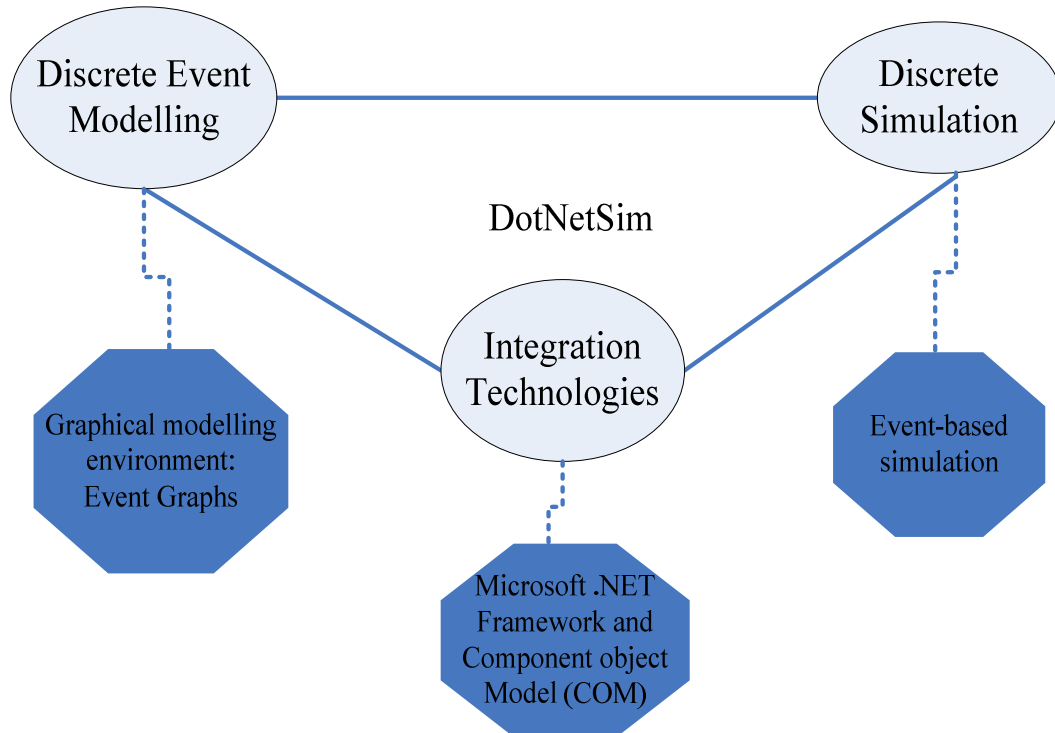 Discrete Event
Modelling
Discrete
Simulation
DotNetSim
Integration
Technologies
Graphical modelling
environment:
Event Graphs
Event-based
simulation
Microsoft .NET
Framework and
Component object
Model (COM)